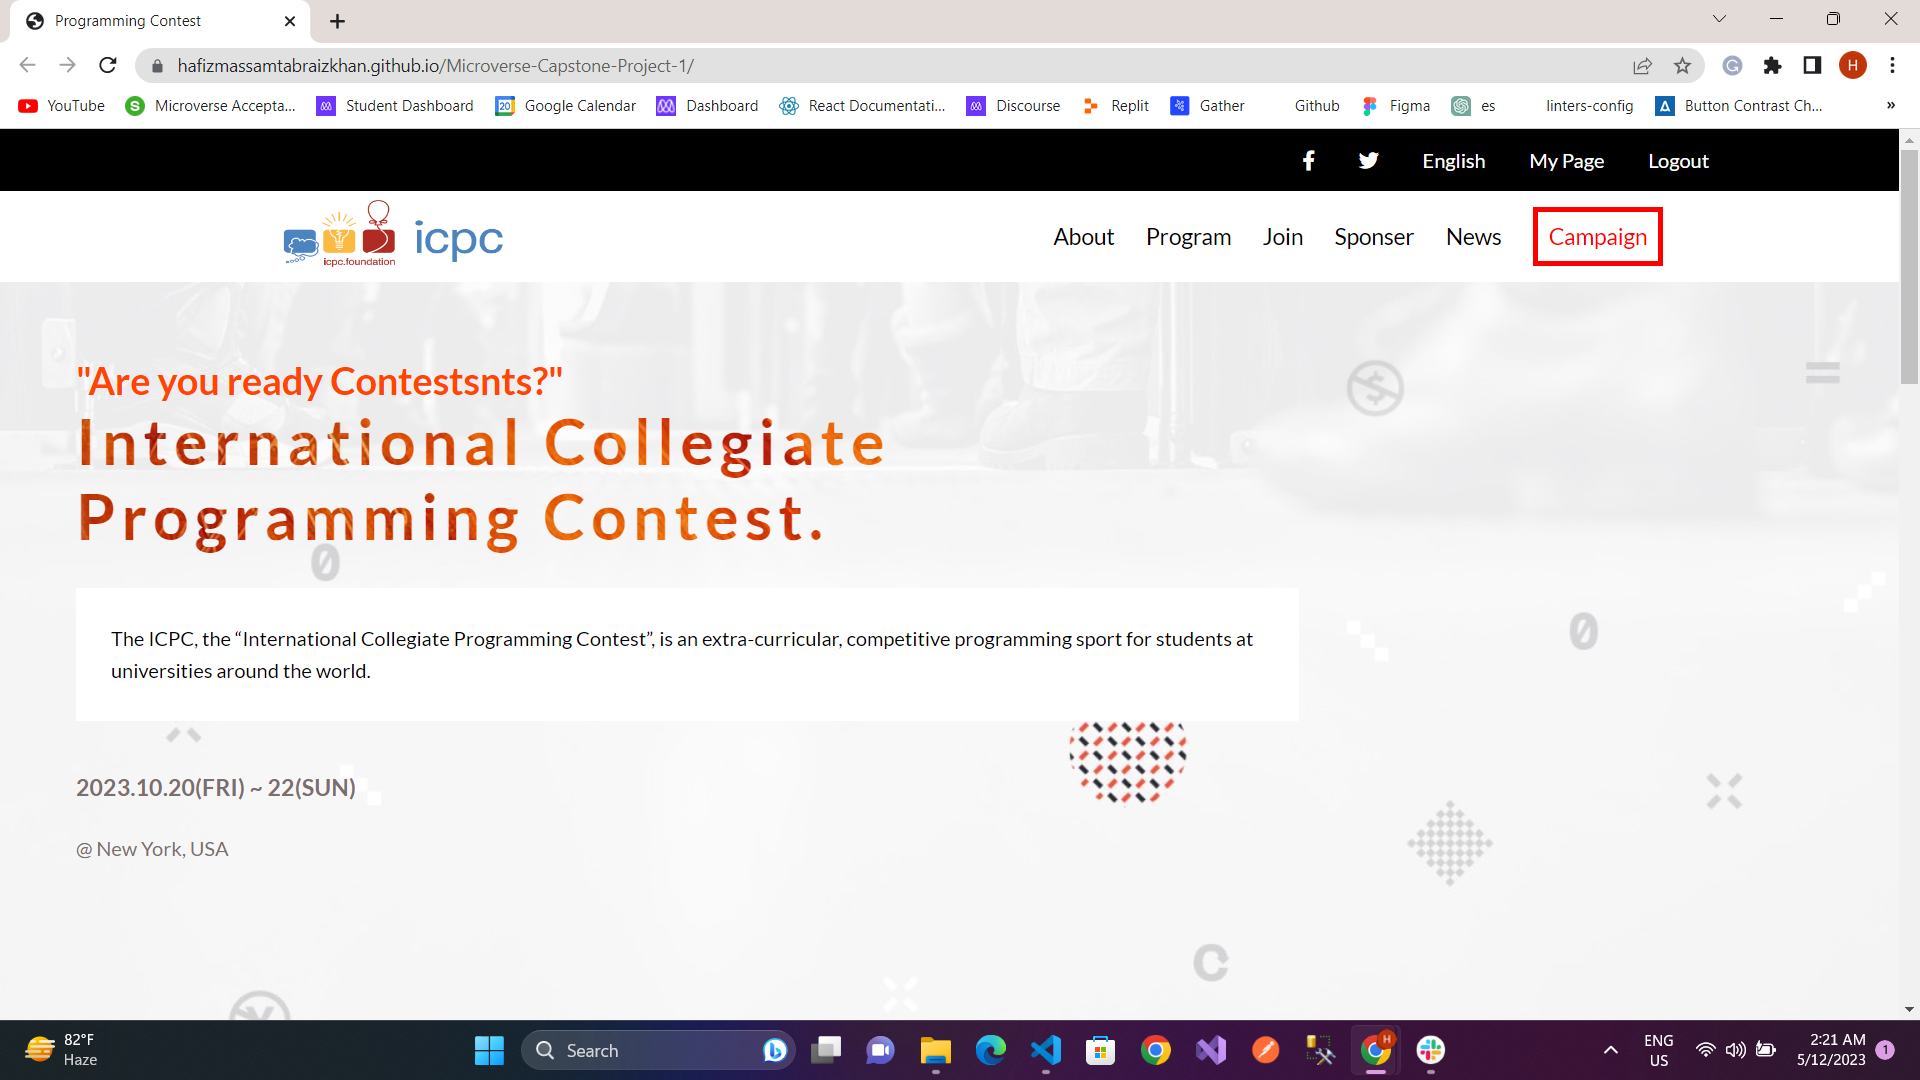 Programming Contest
hafizmassamtabraizkhan.github.io/Microverse-Capstone-Project-1/
H
YouTube S Microverse Accepta... Student Dashboard 20 Google Calendar Dashboard React Documentati... Discourse Replit Gather Github Figma es linters-config Button Contrast Ch... »
English My Page Logout
icpc.foundation
icpc
About Program Join Sponser News Campaign
"Are you ready Contestsnts?"
International Collegiate
Programming Contest.
The ICPC, the “International Collegiate Programming Contest”, is an extra-curricular, competitive programming sport for students at
universities around the world.
2023.10.20(FRI) ~ 22(SUN)
@ New York, USA
82°F
Haze
Search
H
ENG
US
2:21 AM
5/12/2023
1